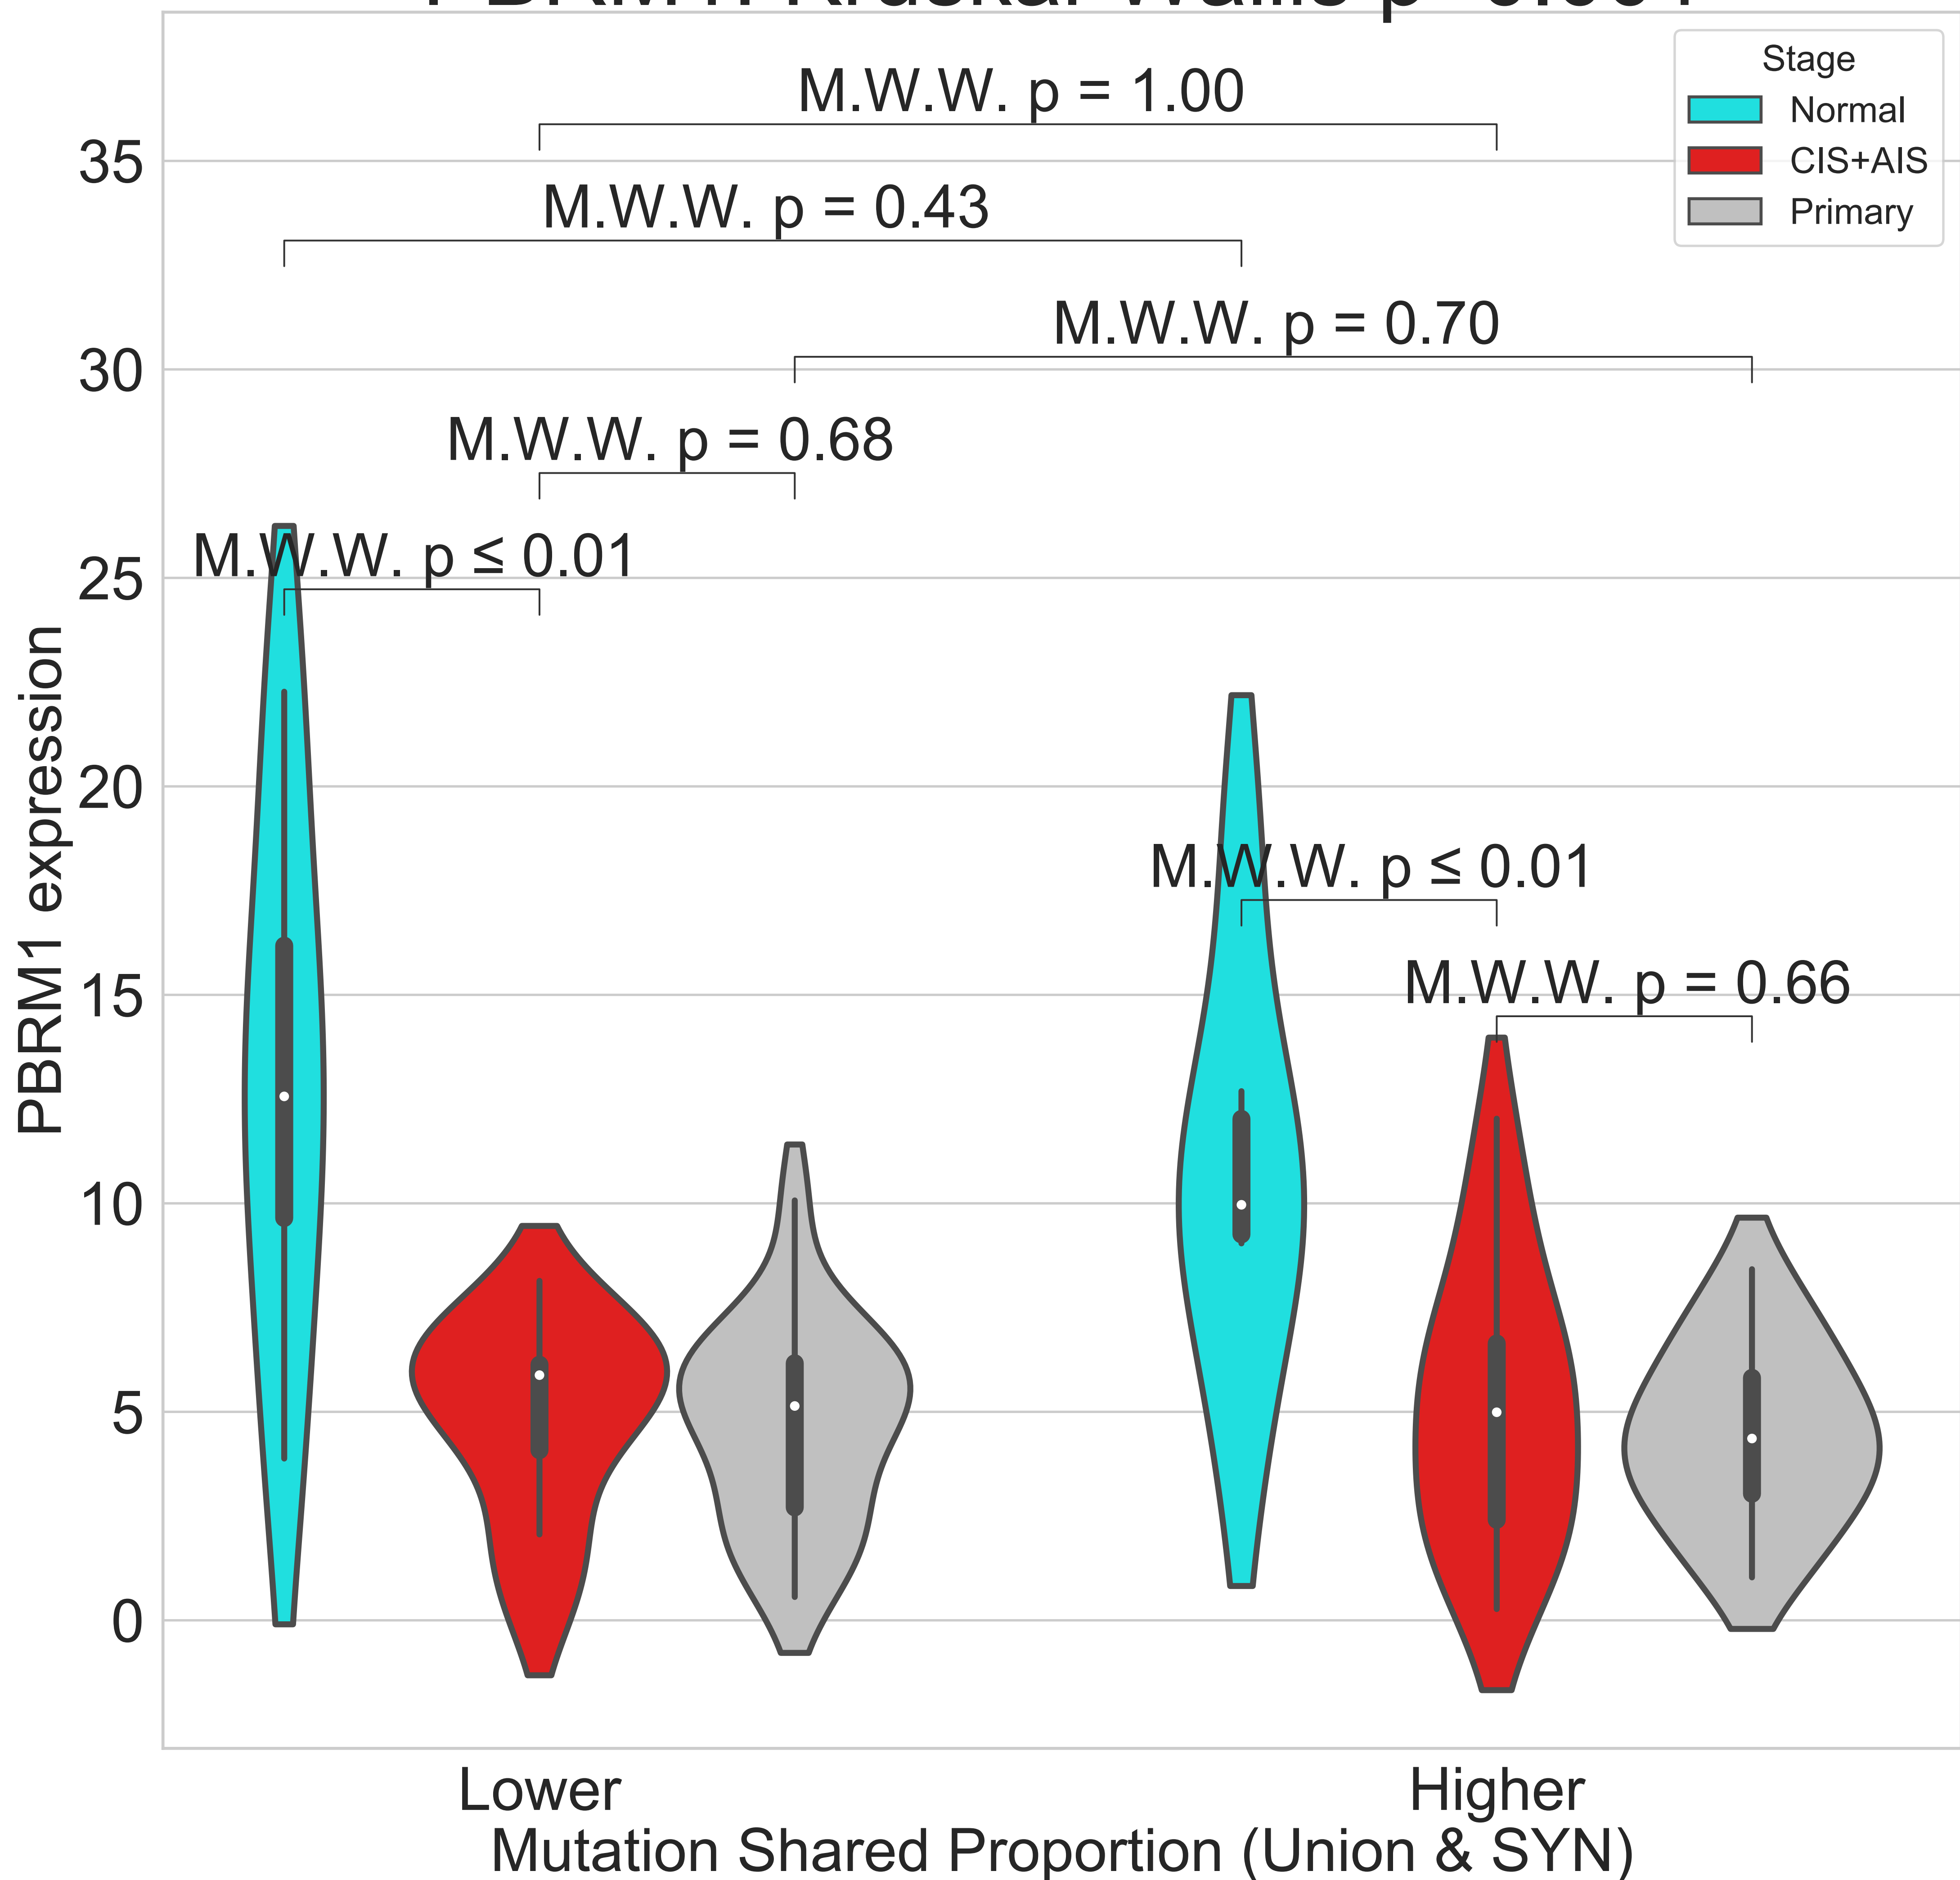 Stage
Normal
CIS+AIS
Primary
M.W.W. p = 1.00
M.W.W. p = 0.43
M.W.W. p = 0.70
M.W.W. p = 0.68
M.W.W. p ≤ 0.01
M.W.W. p ≤ 0.01
M.W.W. p = 0.66
PBRM1 expression
35
30
25
20
15
10
5
0
Lower
Higher
Mutation Shared Proportion (Union & SYN)